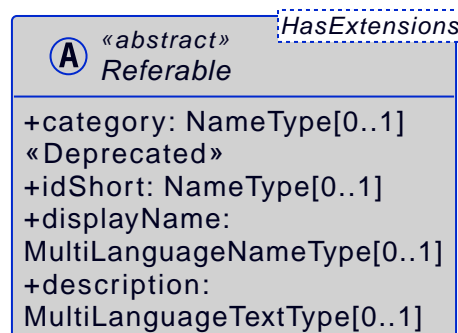 HasExtensions
A
«abstract»
Referable
+category: NameType[0..1]
«Deprecated»
+idShort: NameType[0..1]
+displayName:
MultiLanguageNameType[0..1]
+description:
MultiLanguageTextType[0..1]